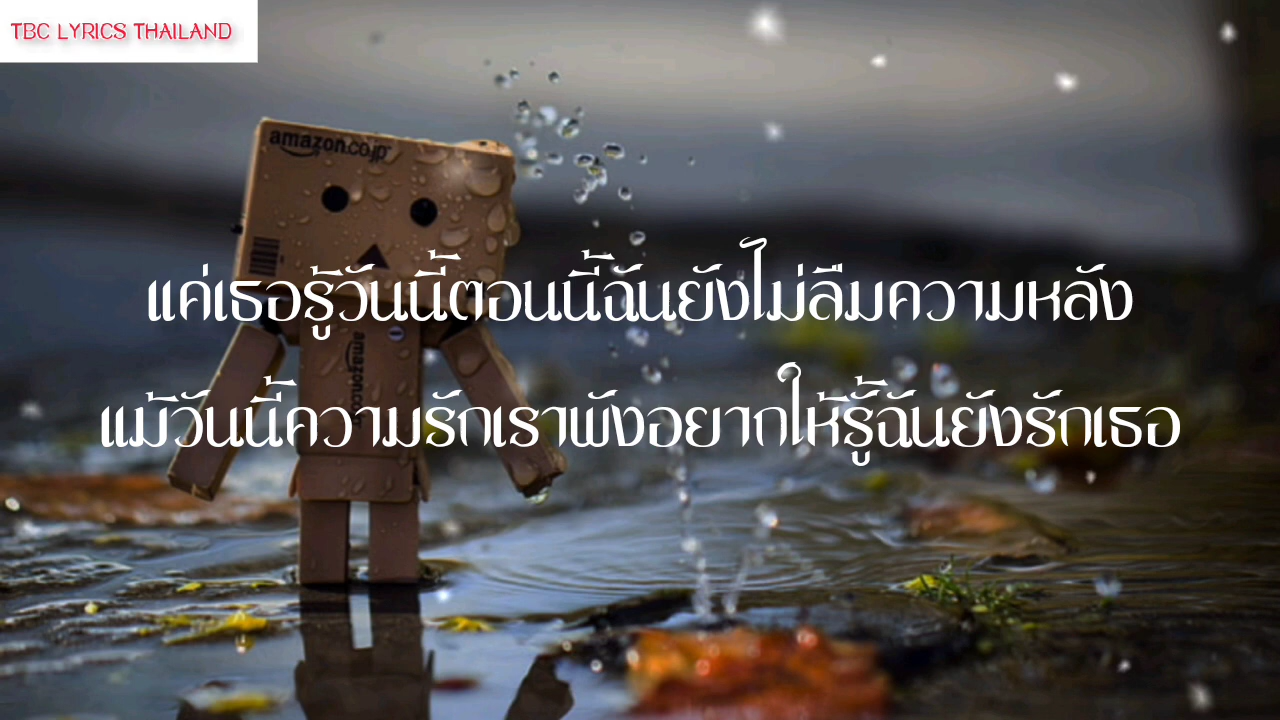 TBC LYRICS THAILAND
amazon.co.jp
amazon.co.jp
แค่เธอรู้วันนี้ตอนนี้ฉันยังไม่ลืมความหลัง
แม้วันนี้ความรักเราพังอยากให้รู้ฉันยังรักเธอ